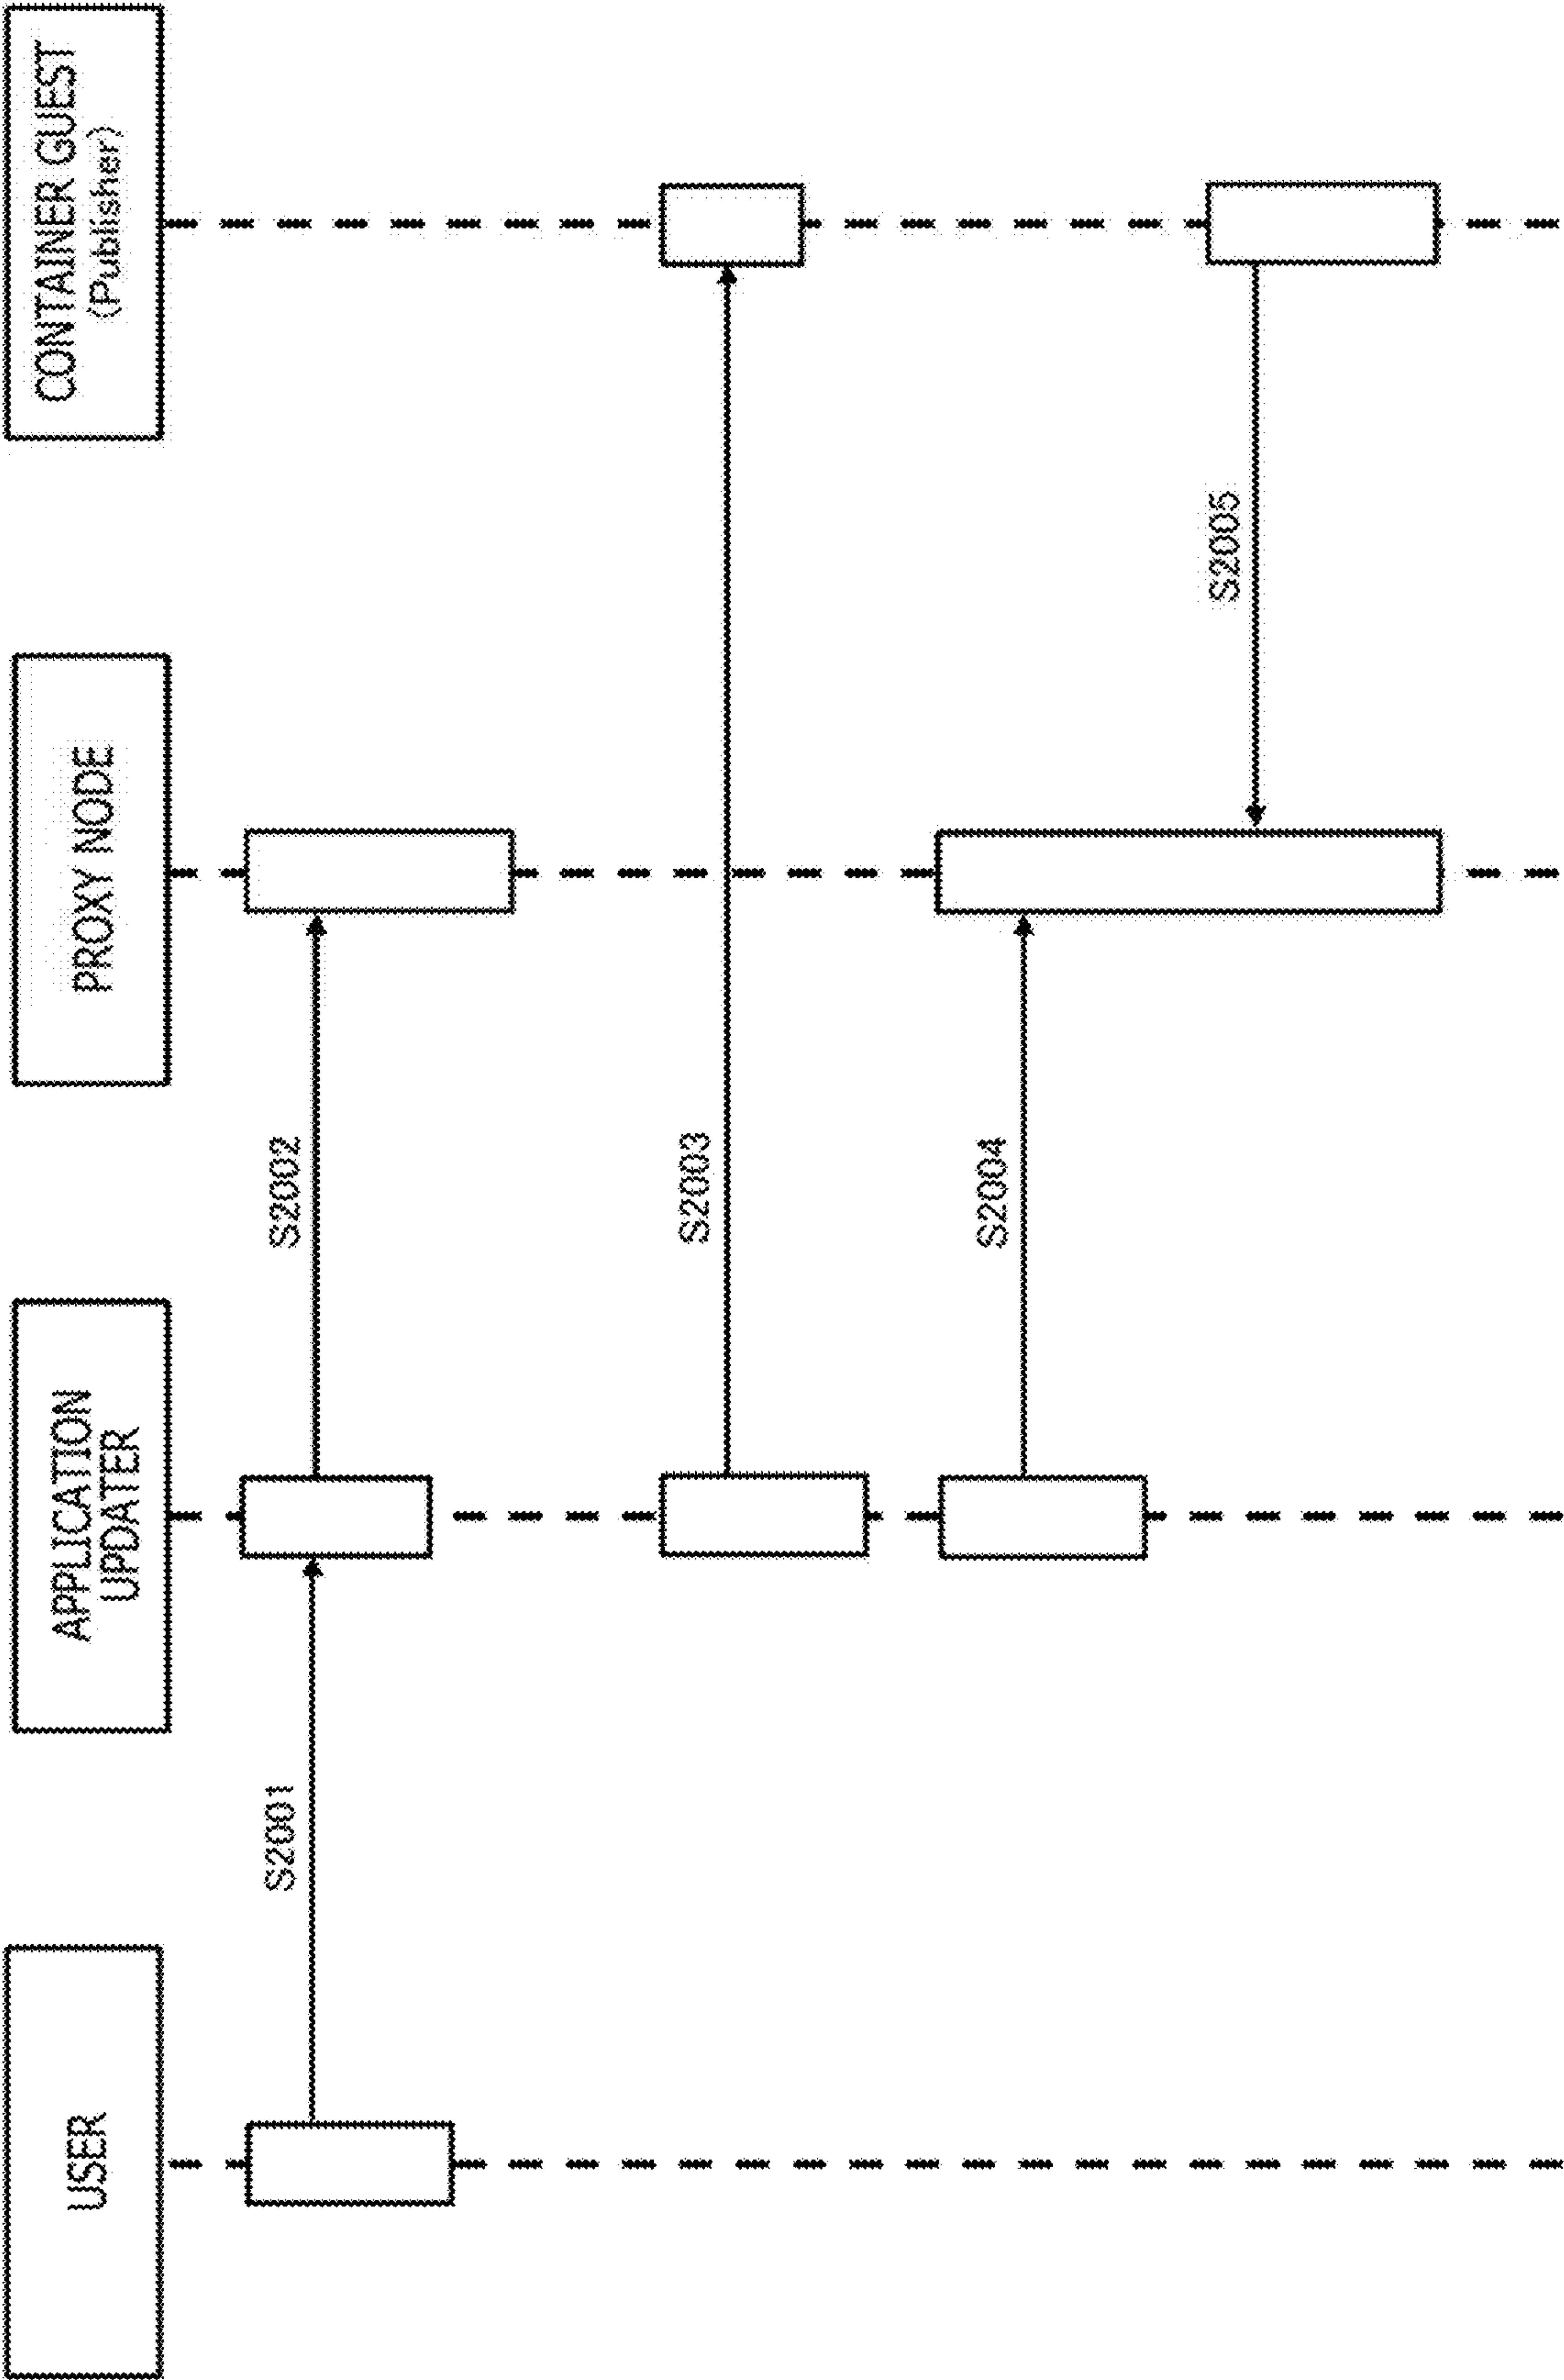 USER
APPLICATION
UPDATER
PROXY NODE
CONTAINER GUEST
(Publisher)
S2001
S2002
S2003
S2004
S2005